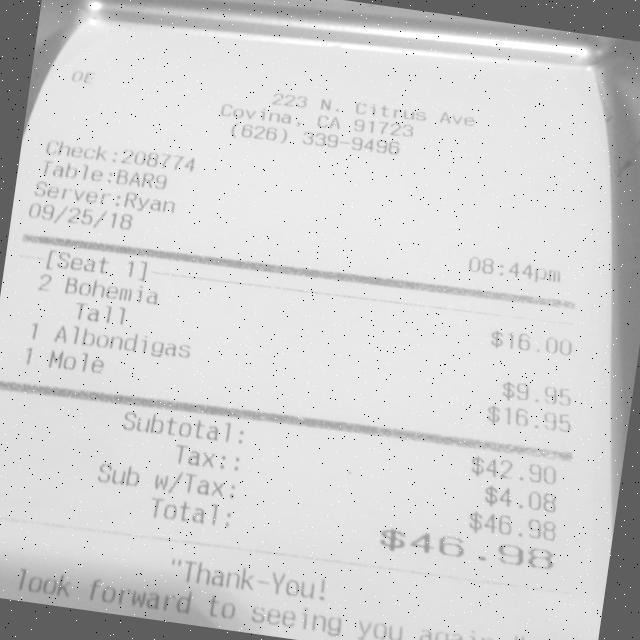 OE
223 N. Citrus Ave
Covina, CA 91723
(626) 339-9496
Check:208774
Table:BAR9
Server:Ryan
09/25/18
08:44pm
[Seat 1]
2 Bohemia $16.00
Tall
1 Albondigas $9.95
1 Mole $16.95
Subtotal: $42.90
Tax:: $4.08
Sub w/Tax: $46.98
Total: $46.98
"Thank-You!
look forward to seeing you again